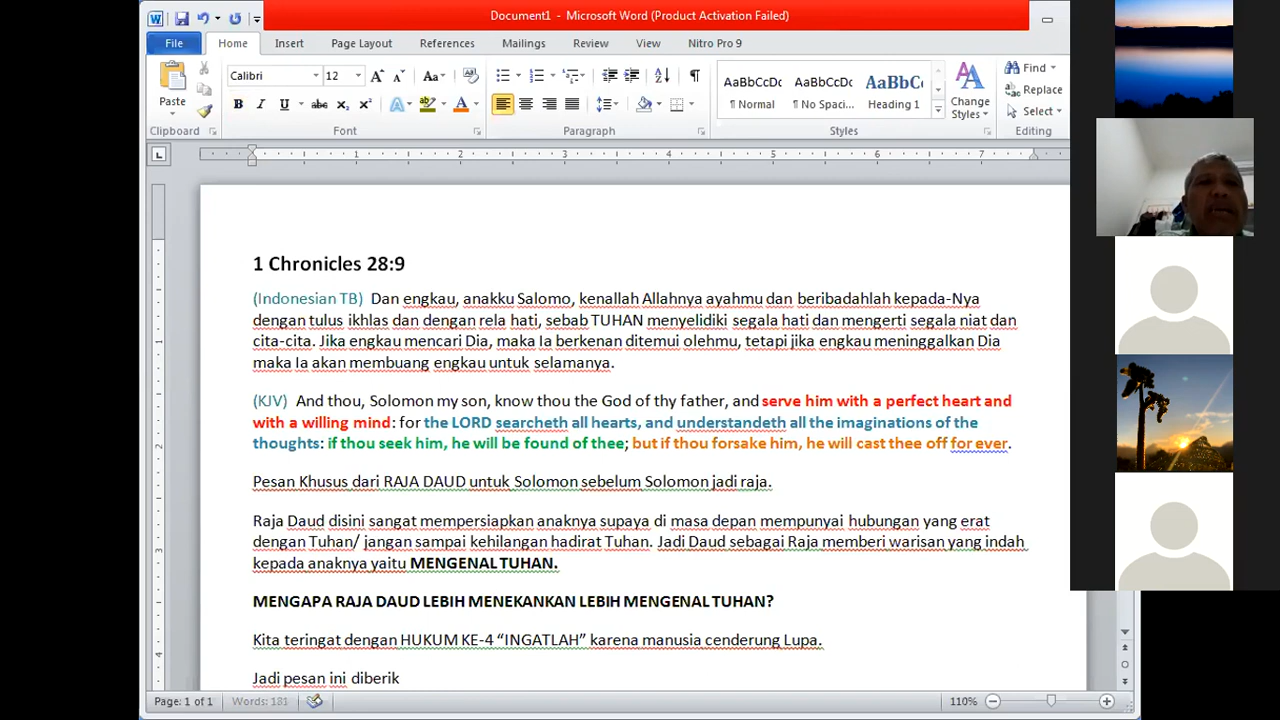 Document1 - Microsoft Word (Product Activation Failed)
File Home Insert Page Layout References Mailings Review View Nitro Pro 9
Calibri 12
Paste
Clipboard Font Paragraph Styles Editing
AaBbCcDc AaBbCcDc AaBbC
¶ Normal ¶ No Spaci... Heading 1
Change Styles
Find
Replace
Select
1 2 3 4 5 6 7
1 Chronicles 28:9
(Indonesian TB) Dan engkau, anakku Salomo, kenallah Allahnya ayahmu dan beribadahlah kepada-Nya
dengan tulus ikhlas dan dengan rela hati, sebab TUHAN menyelidiki segala hati dan mengerti segala niat dan
cita-cita. Jika engkau mencari Dia, maka Ia berkenan ditemui olehmu, tetapi jika engkau meninggalkan Dia
maka Ia akan membuang engkau untuk selamanya.
(KJV) And thou, Solomon my son, know thou the God of thy father, and serve him with a perfect heart and
with a willing mind: for the LORD searcheth all hearts, and understandeth all the imaginations of the
thoughts: if thou seek him, he will be found of thee; but if thou forsake him, he will cast thee off for ever.
Pesan Khusus dari RAJA DAUD untuk Solomon sebelum Solomon jadi raja.
Raja Daud disini sangat mempersiapkan anaknya supaya di masa depan mempunyai hubungan yang erat
dengan Tuhan/ jangan sampai kehilangan hadirat Tuhan. Jadi Daud sebagai Raja memberi warisan yang indah
kepada anaknya yaitu MENGENAL TUHAN.
MENGAPA RAJA DAUD LEBIH MENEKANKAN LEBIH MENGENAL TUHAN?
Kita teringat dengan HUKUM KE-4 “INGATLAH” karena manusia cenderung Lupa.
Jadi pesan ini diberik
Page: 1 of 1 Words: 181 110%